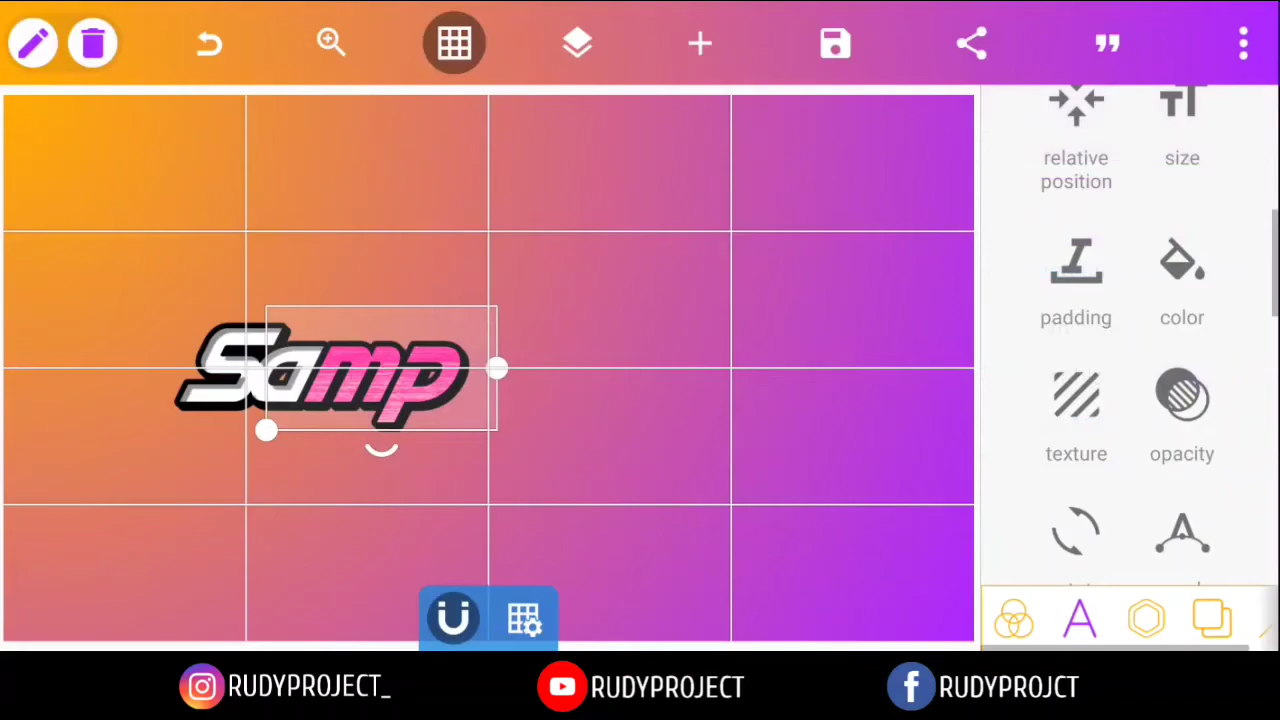 relative
position
size
padding
color
texture
opacity
Samp
RUDYPROJECT_
RUDYPROJECT
RUDYPROJCT